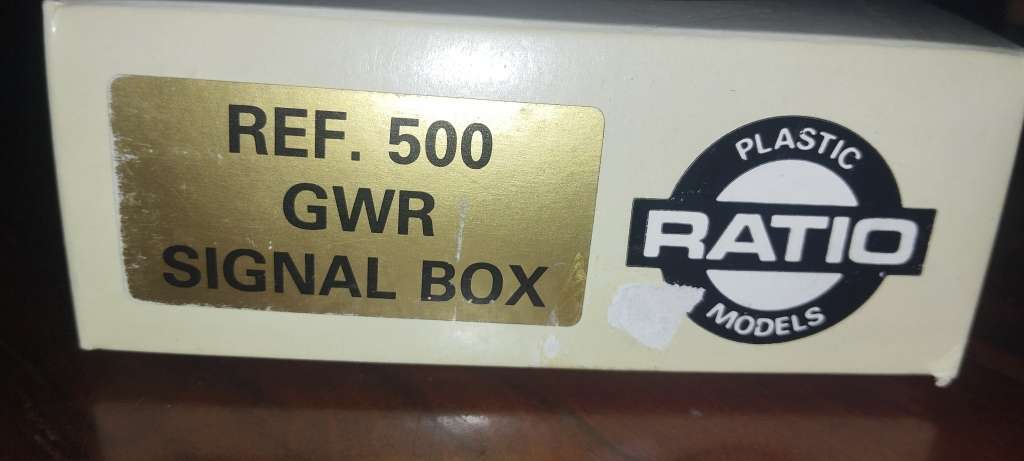 REF. 500
GWR
SIGNAL BOX
PLASTIC
RATIO
MODELS